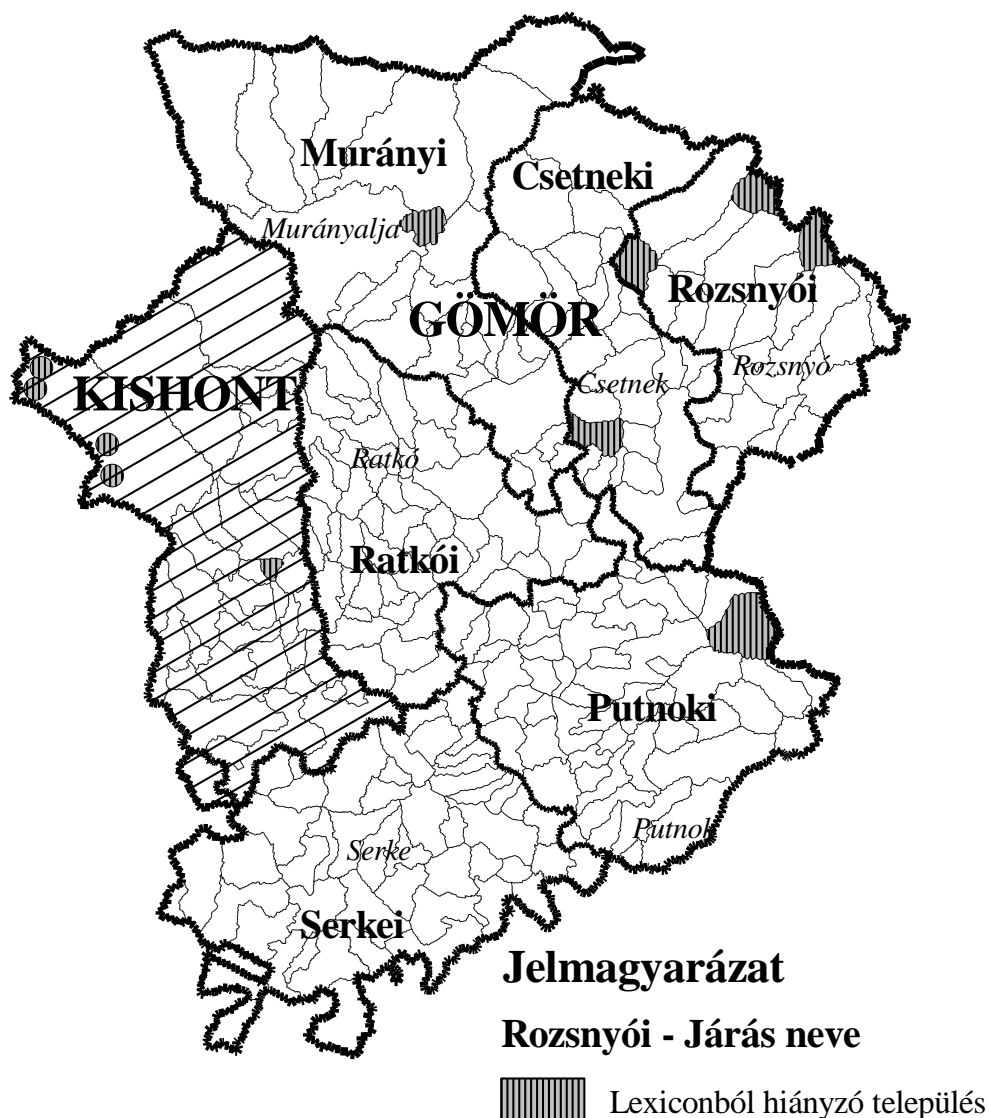 Murányi
Csetneki
Murányalja
Rozsnyói
GÖMÖR
Rozsnyó
Csetnek
KISHONT
Ratkó
Ratkói
Putnoki
Putnok
Serke
Serkei
Jelmagyarázat
Rozsnyói - Járás neve
Lexiconból hiányzó település